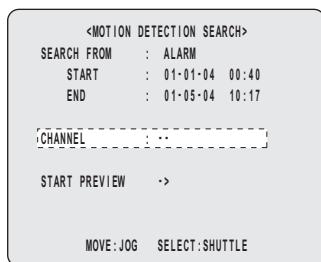 <MOTION DETECTION SEARCH>
SEARCH FROM : ALARM
START : 01-01-04 00:40
END : 01-05-04 10:17
CHANNEL : --
START PREVIEW ->
MOVE:JOG SELECT:SHUTTLE